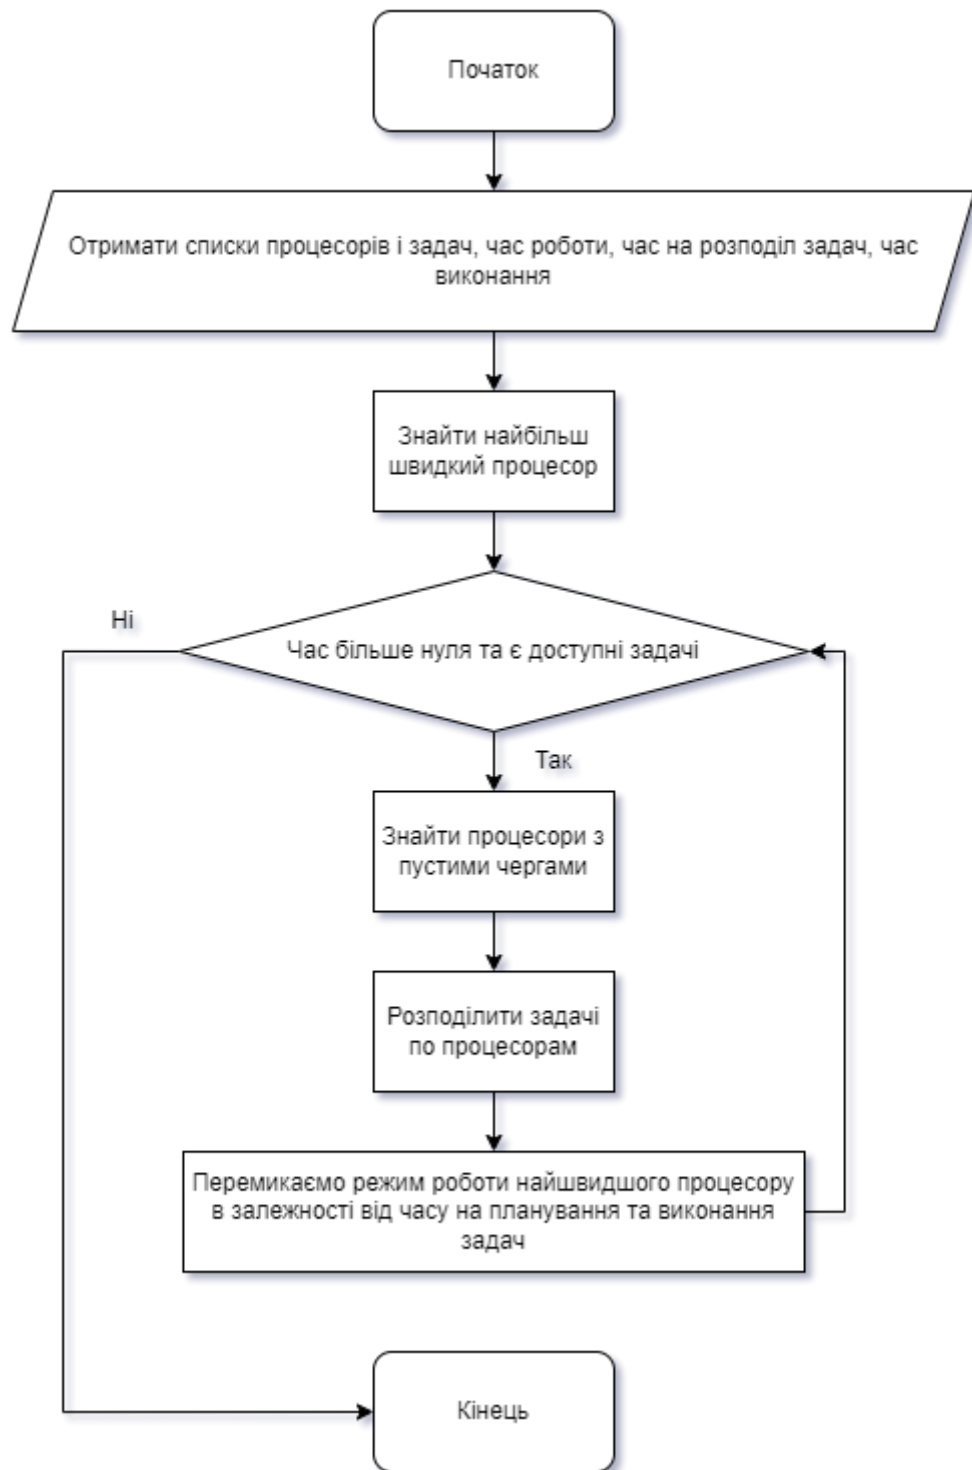 Початок
Отримати списки процесорів і задач, час роботи, час на розподіл задач, час
виконання
Знайти найбільш
швидкий процесор
Ні
Час більше нуля та є доступні задачі
Так
Знайти процесори з
пустими чергами
Розподілити задачі
по процесорам
Перемикаємо режим роботи найшвидшого процесору
в залежності від часу на планування та виконання
задач
Кінець